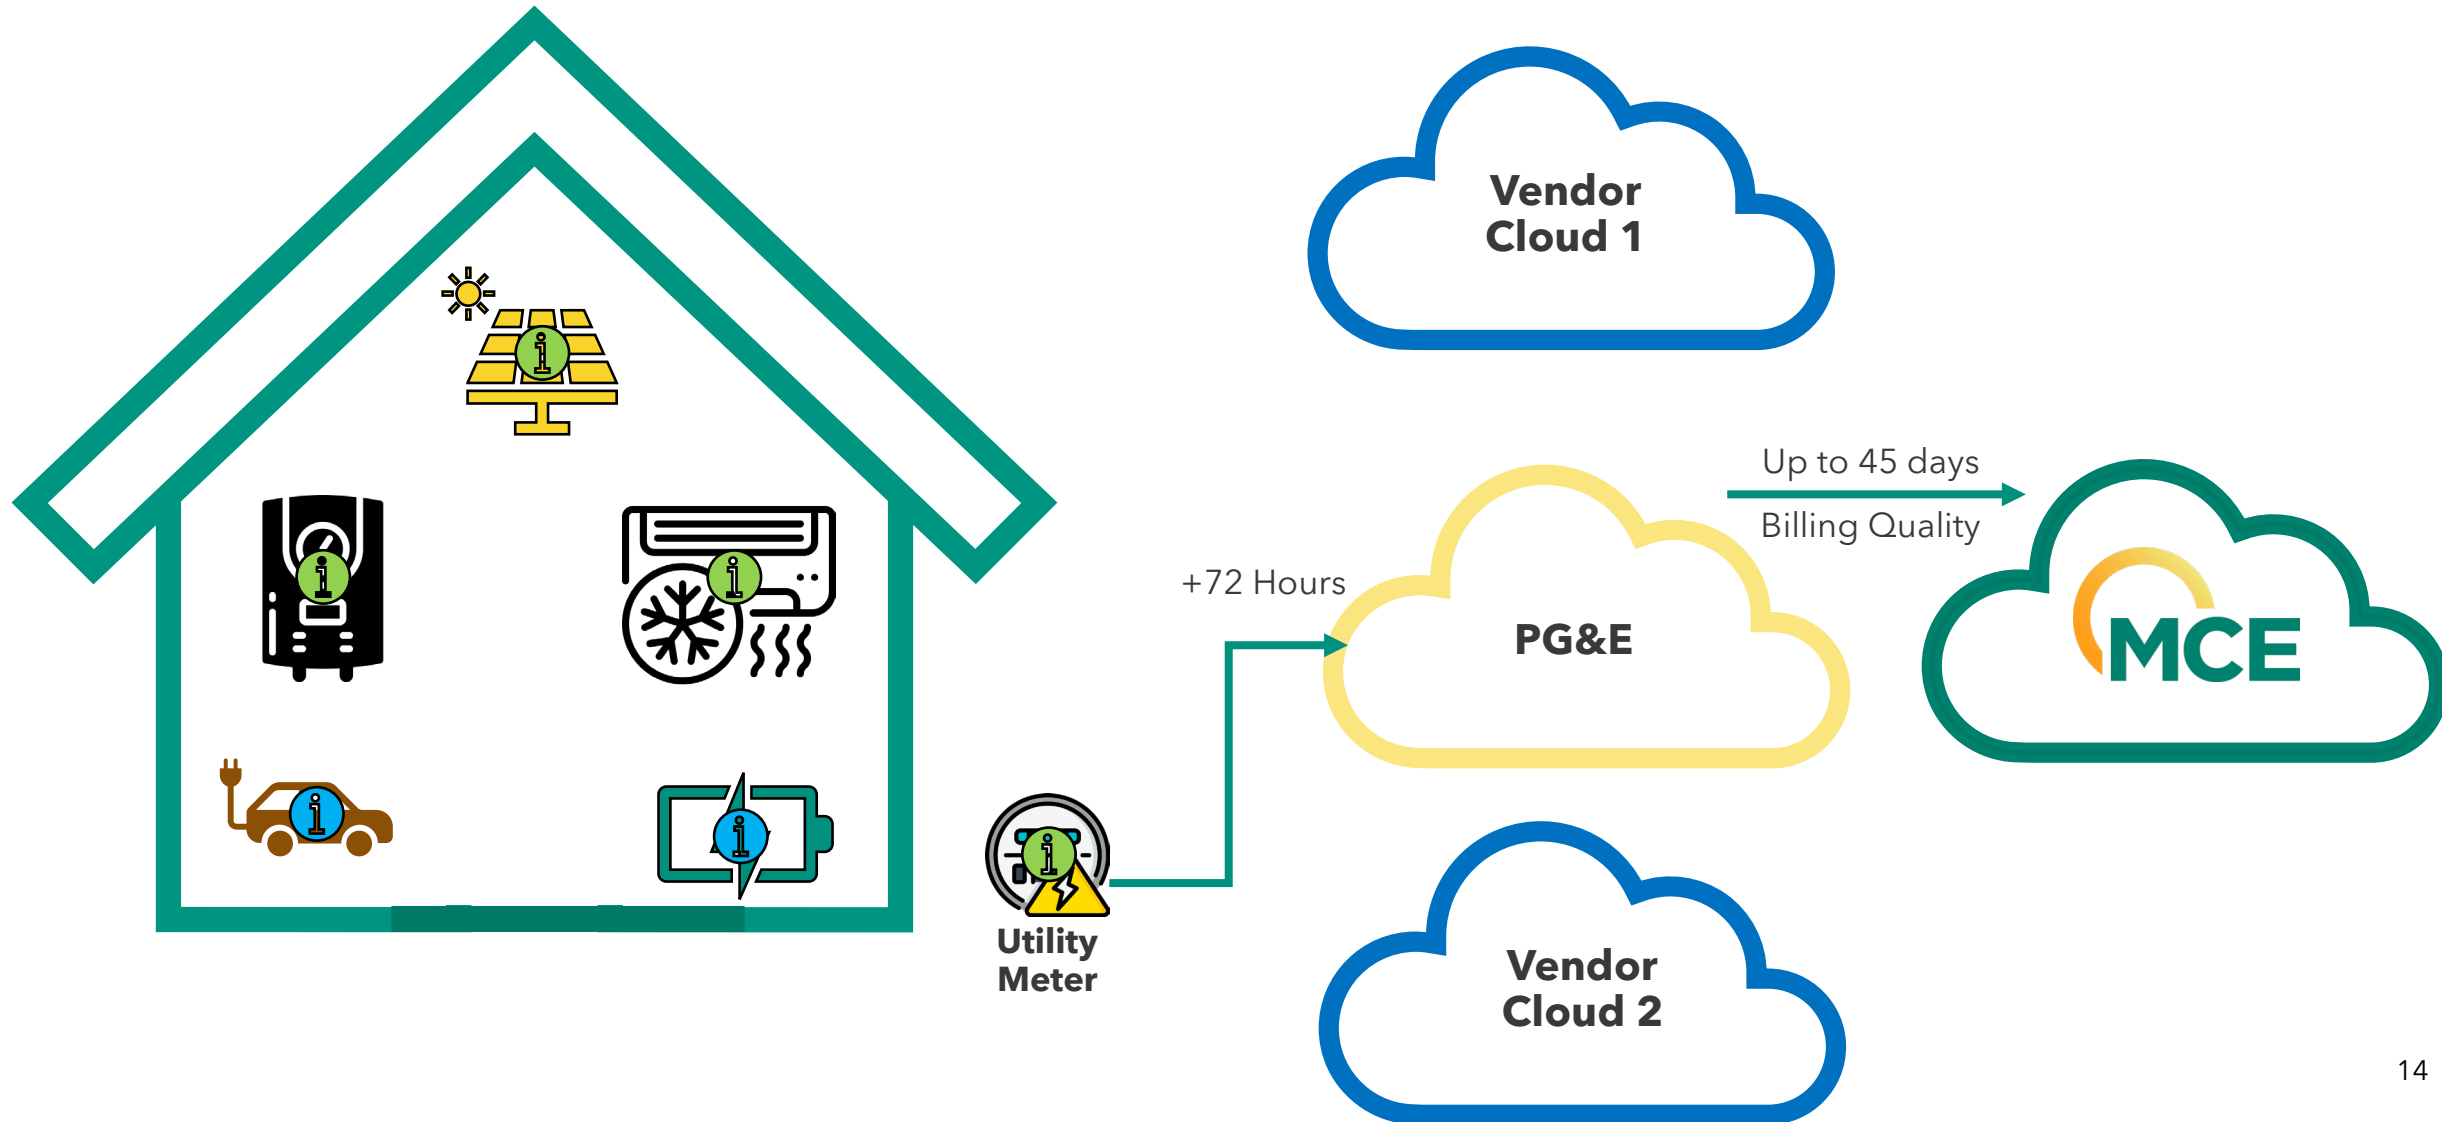 Vendor
Cloud 1
Up to 45 days
Billing Quality
+72 Hours
PG&E
MCE
Utility
Meter
Vendor
Cloud 2
14